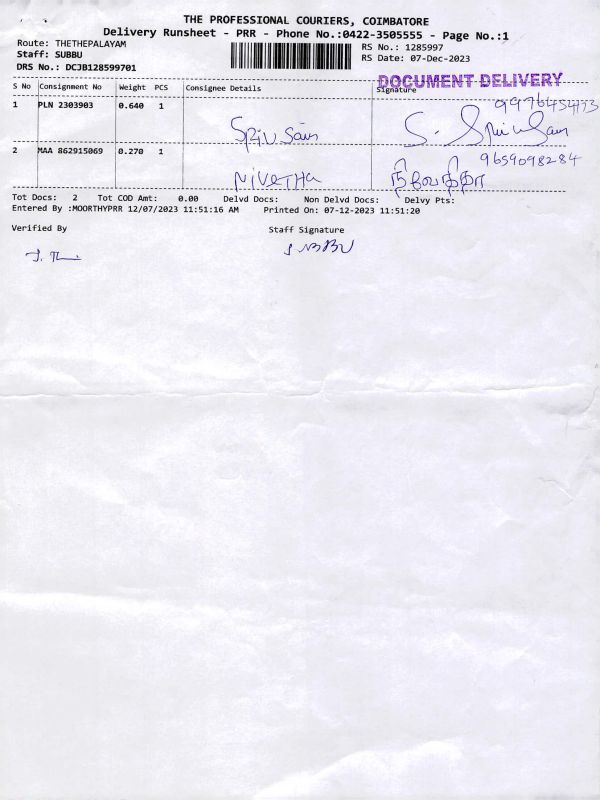 THE PROFESSIONAL COURIERS, COIMBATORE
Delivery Runsheet - PRR - Phone No.:0422-3505555 - Page No.:1
Route: THETHEPALAYAM
Staff: SUBBU
DRS No.: DCJB128599701
RS No.: 1285997
RS Date: 07-Dec-2023
DOCUMENT DELIVERY
S No Consignment No Weight PCS Consignee Details Signature
1 PLN 2303903 0.640 1
2 MAA 862915069 0.270 1 9659098284
NIVETHA நிவேதிதா
Tot Docs: 2 Tot COD Amt: 0.00 Delvd Docs: Non Delvd Docs: Delvy Pts:
Entered By :MOORTHYPRR 12/07/2023 11:51:16 AM Printed On: 07-12-2023 11:51:20
Verified By Staff Signature
SUBBU